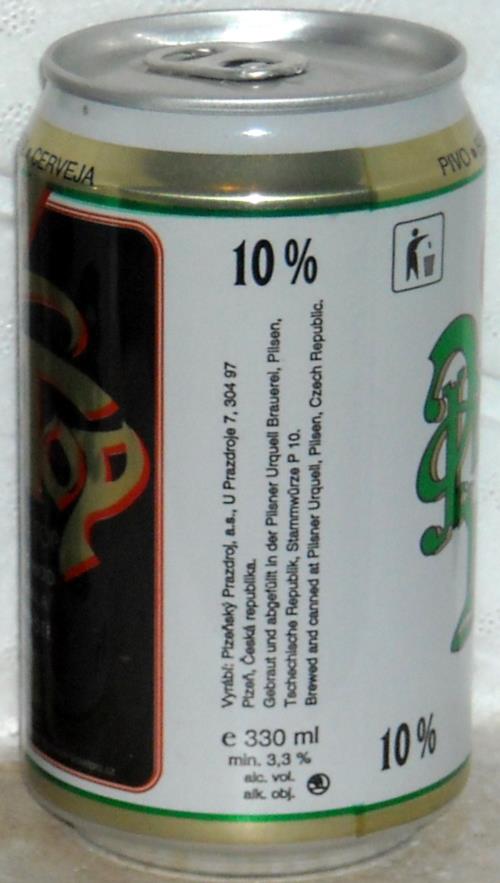 • CERVEJA
PIVO •
10 %
Vyrábí: Plzeňský Prazdroj, a.s., U Prazdroje 7, 304 97
Plzeň, Česká republika.
Gebraut und abgefüllt in der Pilsner Urquell Brauerei, Pilsen,
Tschechische Republik, Stammwürze P 10.
Brewed and canned at Pilsner Urquell, Pilsen, Czech Republic.
e 330 ml
min. 3,3 %
alc. vol.
alk. obj.
10 %